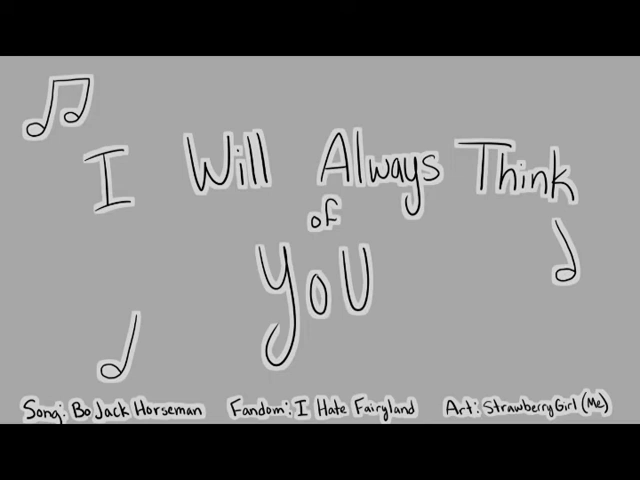 I Will Always Think
of
YOU
Song: BoJack Horseman Fandom: I Hate Fairyland Art: StrawberryGirl (Me)